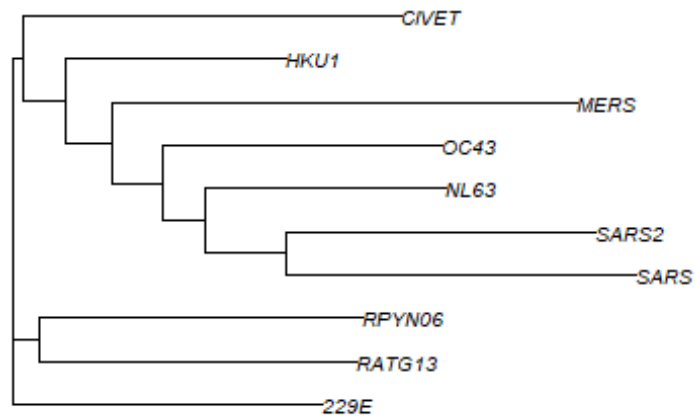 CIVET
HKU1
MERS
OC43
NL63
SARS2
SARS
RPYN06
RATG13
229E